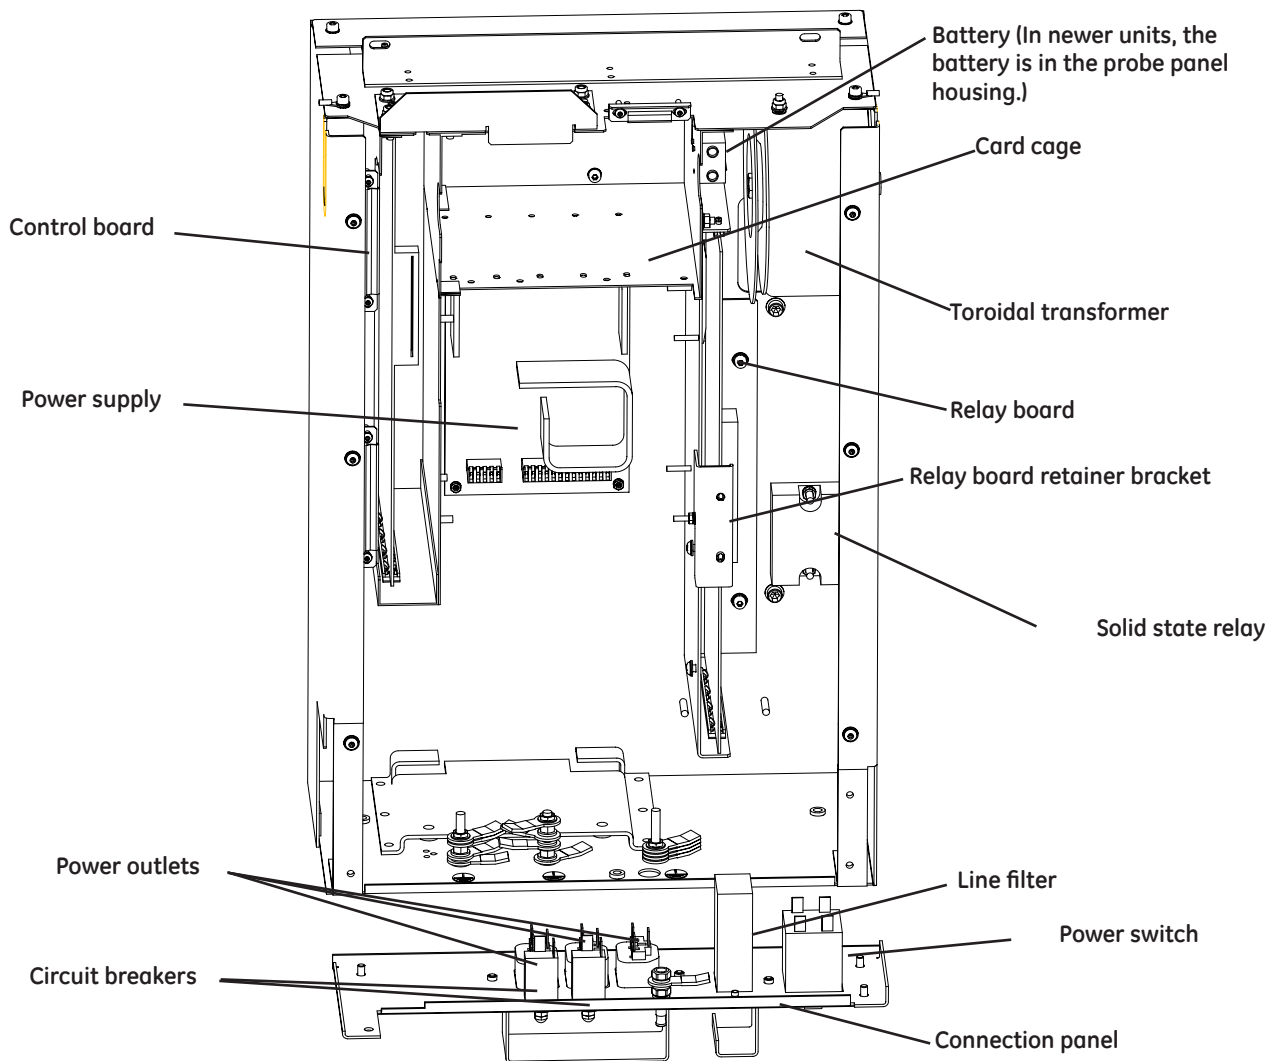 Battery (In newer units, the
battery is in the probe panel
housing.)
Card cage
Control board
Toroidal transformer
Power supply
Relay board
Relay board retainer bracket
Solid state relay
Power outlets
Line filter
Power switch
Circuit breakers
Connection panel